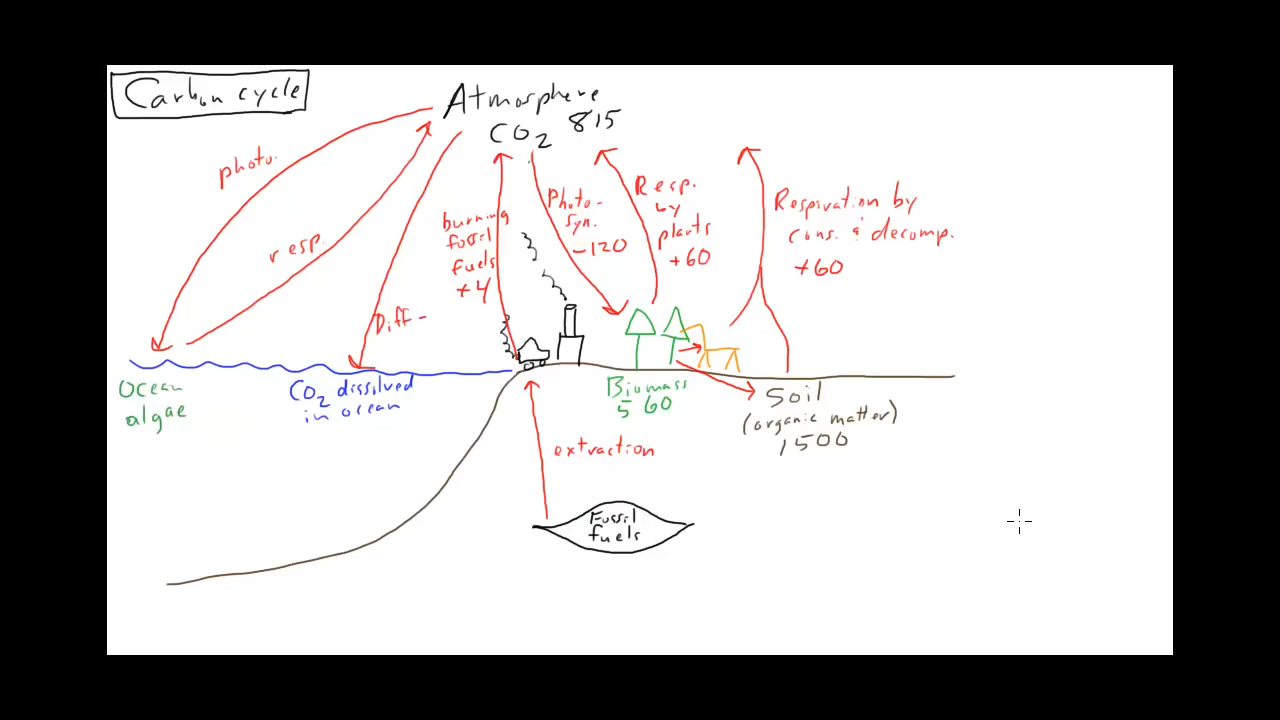 Carbon cycle
Atmosphere
CO2 815
photo.
resp.
Diff -
burning
fossil
fuels
+4
Photo-
syn.
-120
Resp.
by
plants
+60
Respiration by
cons. & decomp.
+60
Ocean
algae
CO2 dissolved
in ocean
Biomass
560
Soil
(organic matter)
1500
extraction
Fossil
fuels